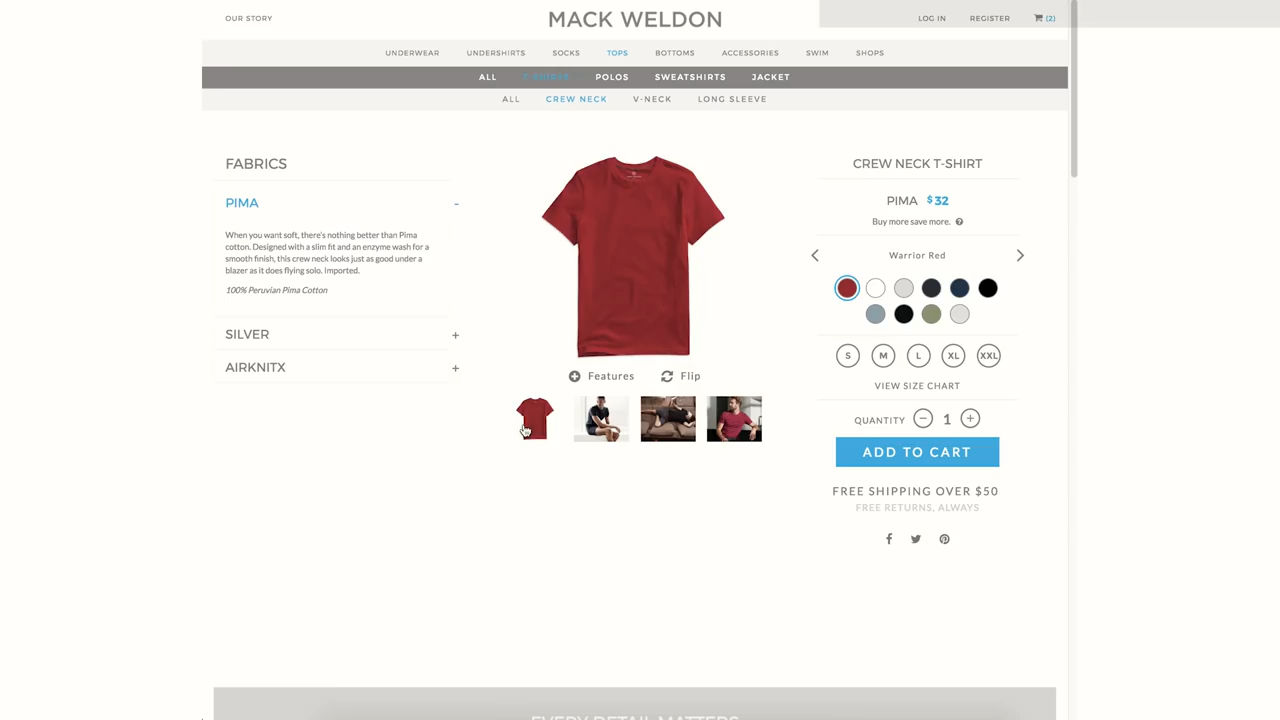 OUR STORY
MACK WELDON
LOG IN
REGISTER
(2)
UNDERWEAR
UNDERSHIRTS
SOCKS
TOPS
BOTTOMS
ACCESSORIES
SWIM
SHOPS
ALL
POLOS
SWEATSHIRTS
JACKET
ALL
CREW NECK
V-NECK
LONG SLEEVE
FABRICS
PIMA
-
When you want soft, there's nothing better than Pima
cotton. Designed with a slim fit and an enzyme wash for a
smooth finish, this crew neck looks just as good under a
blazer as it does flying solo. Imported.
100% Peruvian Pima Cotton
SILVER
+
AIRKNITX
+
Features
Flip
CREW NECK T-SHIRT
PIMA $32
Buy more save more.
Warrior Red
S
M
L
XL
XXL
VIEW SIZE CHART
QUANTITY
1
ADD TO CART
FREE SHIPPING OVER $50
FREE RETURNS, ALWAYS
EVERY DETAIL MATTERS